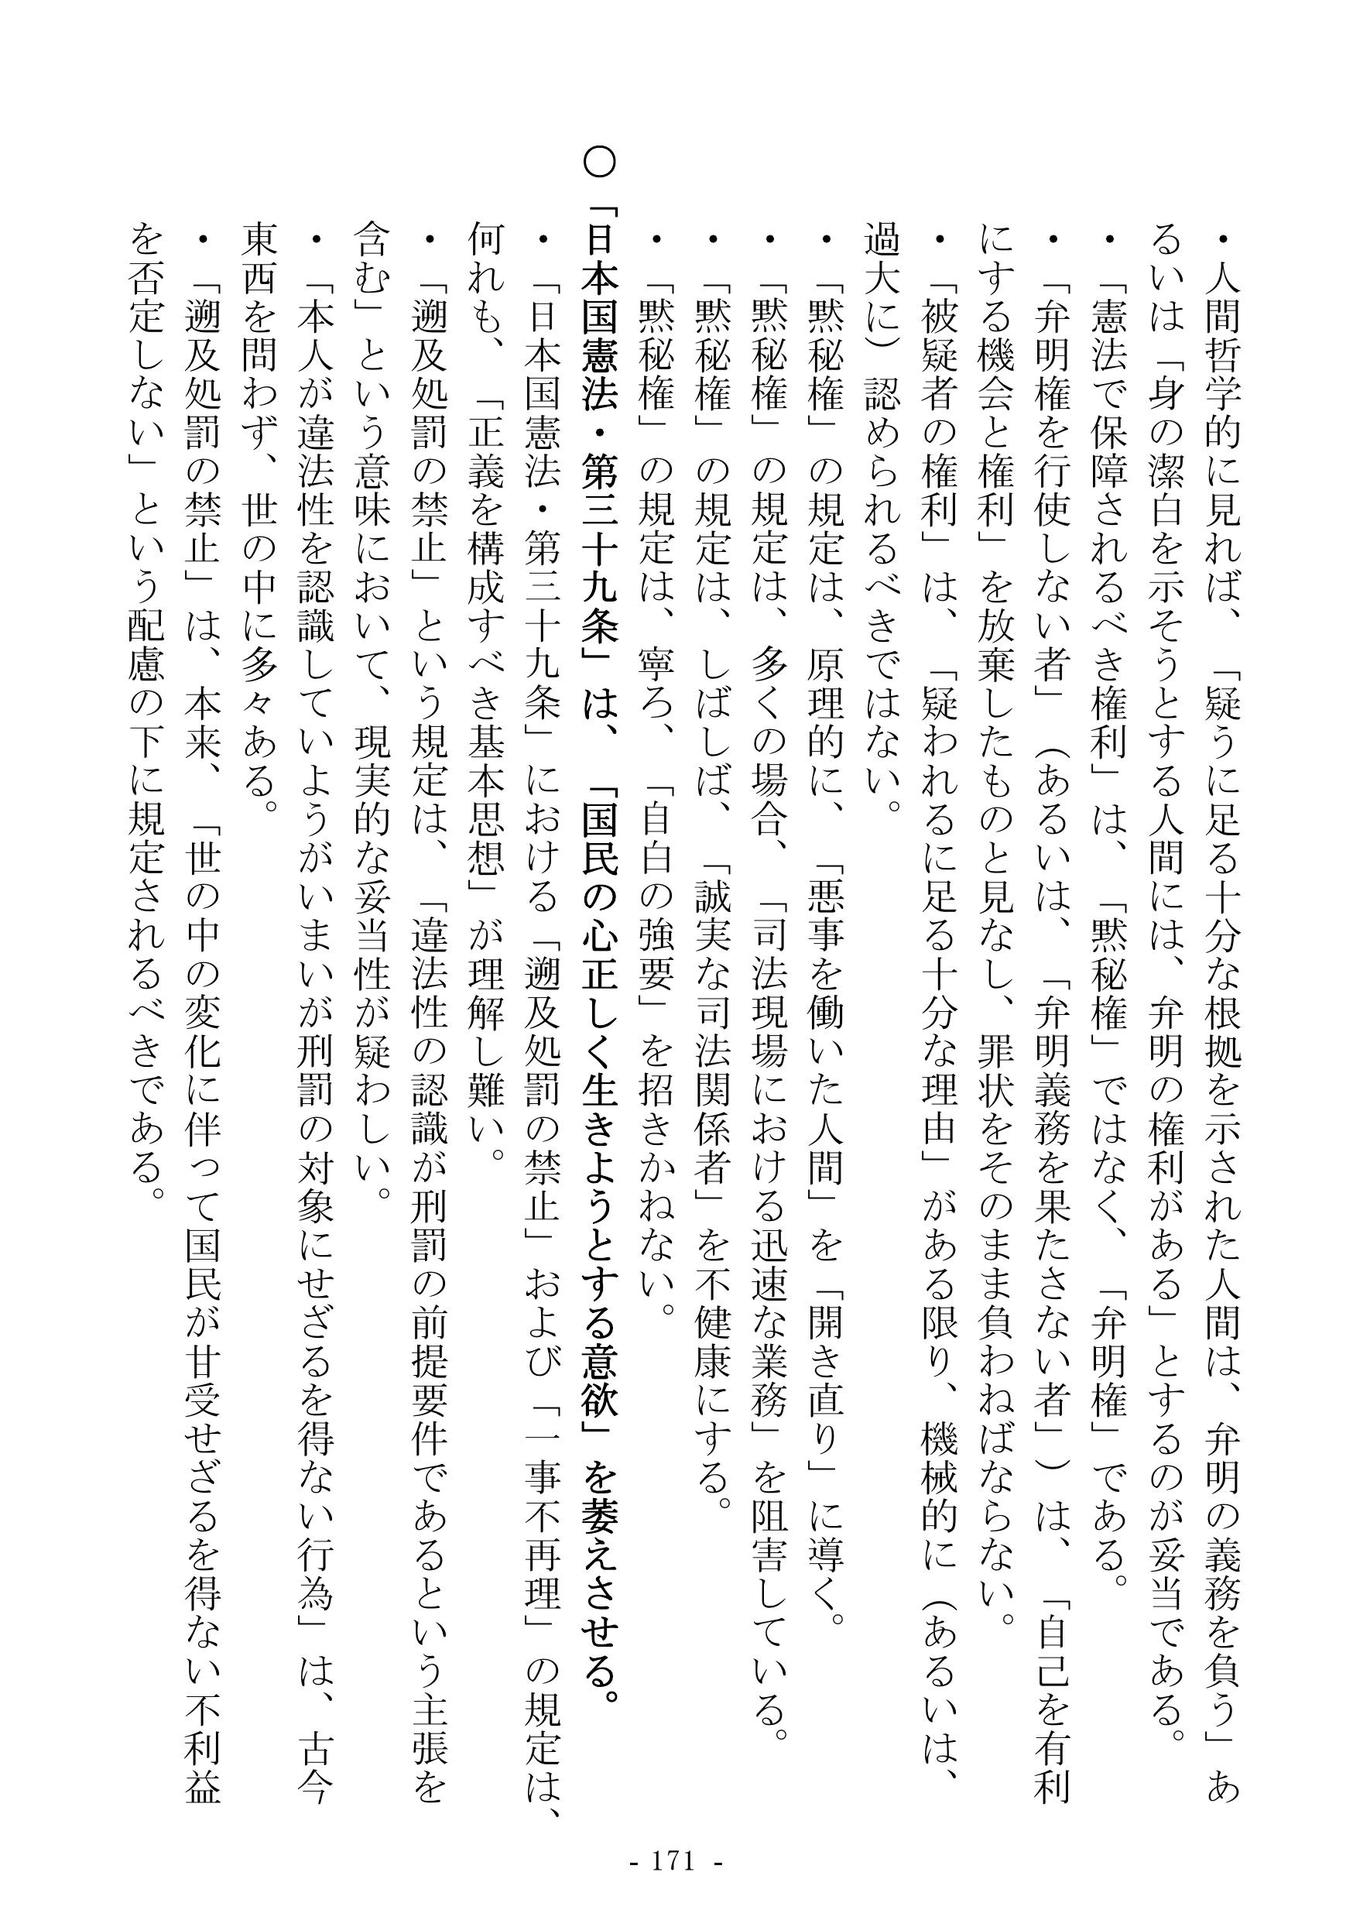 ・人間哲学的に見れば、「疑うに足る十分な根拠を示された人間は、弁明の義務を負う」あ
るいは「身の潔白を示そうとする人間には、弁明の権利がある」とするのが妥当である。
・「憲法で保障されるべき権利」は、「黙秘権」ではなく、「弁明権」である。
・「弁明権を行使しない者」（あるいは、「弁明義務を果たさない者」）は、「自己を有利
にする機会と権利」を放棄したものと見なし、罪状をそのまま負わねばならない。
・「被疑者の権利」は、「疑われるに足る十分な理由」がある限り、機械的に（あるいは、
過大に）認められるべきではない。
・「黙秘権」の規定は、原理的に、「悪事を働いた人間」を「開き直り」に導く。
・「黙秘権」の規定は、多くの場合、「司法現場における迅速な業務」を阻害している。
・「黙秘権」の規定は、しばしば、「誠実な司法関係者」を不健康にする。
・「黙秘権」の規定は、寧ろ、「自白の強要」を招きかねない。
○「日本国憲法・第三十九条」は、「国民の心正しく生きようとする意欲」を萎えさせる。
・「日本国憲法・第三十九条」における「遡及処罰の禁止」および「一事不再理」の規定は、
何れも、「正義を構成すべき基本思想」が理解し難い。
・「遡及処罰の禁止」という規定は、「違法性の認識が刑罰の前提要件であるという主張を
含む」という意味において、現実的な妥当性が疑わしい。
・「本人が違法性を認識していようがいまいが刑罰の対象にせざるを得ない行為」は、古今
東西を問わず、世の中に多々ある。
・「遡及処罰の禁止」は、本来、「世の中の変化に伴って国民が甘受せざるを得ない不利益
を否定しない」という配慮の下に規定されるべきである。
- 171 -